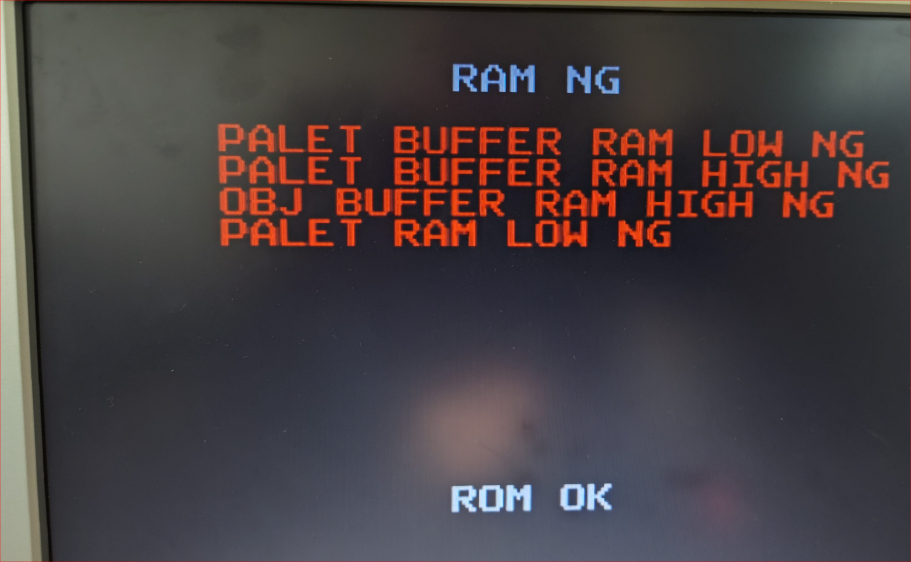 RAM NG
PALET BUFFER RAM LOW NG
PALET BUFFER RAM HIGH NG
OBJ BUFFER RAM HIGH NG
PALET RAM LOW NG
ROM OK